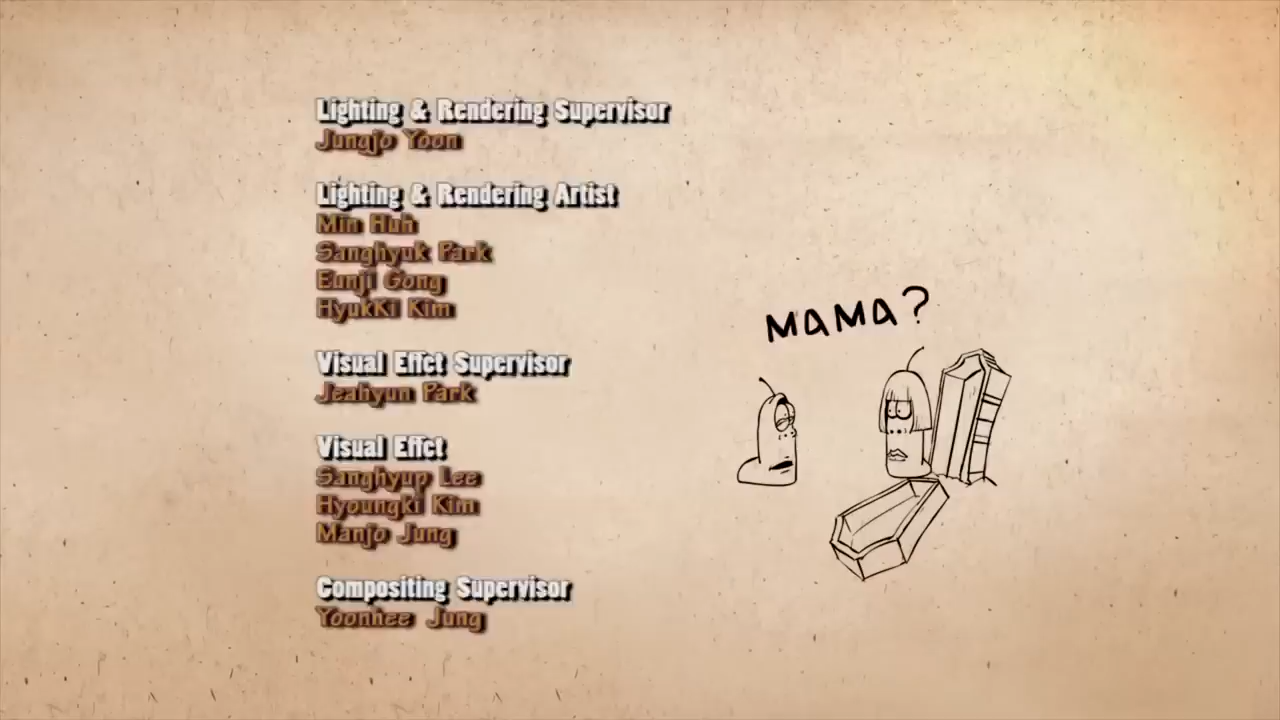 Lighting & Rendering Supervisor
Jungjo Yoon
Lighting & Rendering Artist
Min Huh
Sanghyuk Park
Eunji Gong
HyukKi Kim
Visual Effct Supervisor
Jeahyun Park
Visual Effct
Sanghyup Lee
Hyoungki Kim
Manjo Jung
Compositing Supervisor
Yoonhee Jung
MAMA?